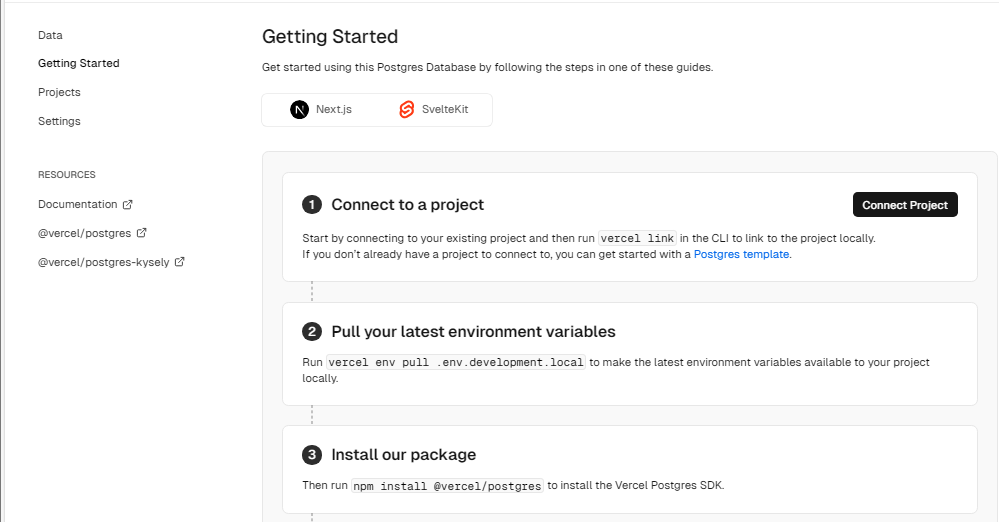 Data
Getting Started
Projects
Settings
RESOURCES
Documentation
@vercel/postgres
@vercel/postgres-kysely
Getting Started
Get started using this Postgres Database by following the steps in one of these guides.
Next.js
SvelteKit
1 Connect to a project
Connect Project
Start by connecting to your existing project and then run vercel link in the CLI to link to the project locally.
If you don't already have a project to connect to, you can get started with a Postgres template.
2 Pull your latest environment variables
Run vercel env pull .env.development.local to make the latest environment variables available to your project
locally.
3 Install our package
Then run npm install @vercel/postgres to install the Vercel Postgres SDK.